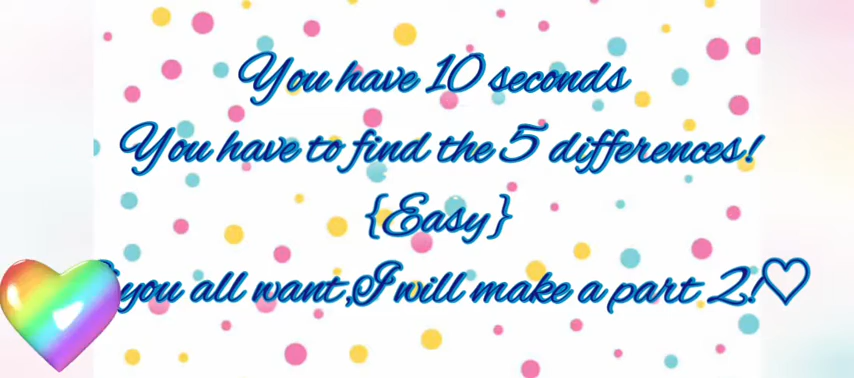 You have 10 seconds
You have to find the 5 differences!
{Easy}
you all want,I will make a part 2!♡